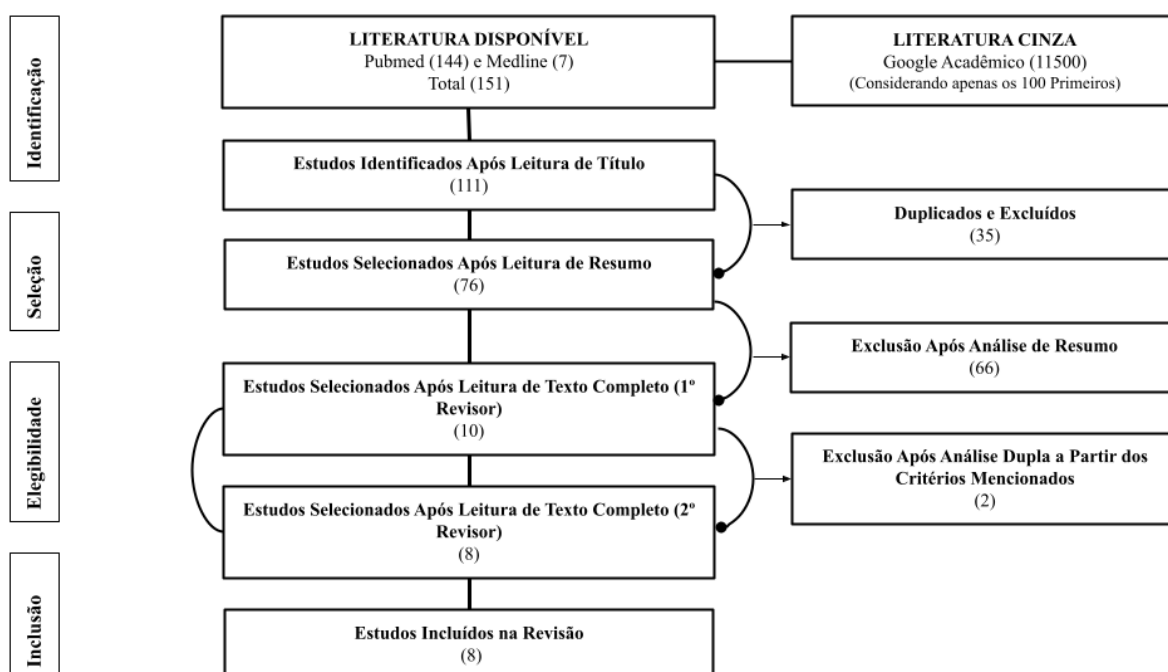 Identificação
LITERATURA DISPONÍVEL
Pubmed (144) e Medline (7)
Total (151)
LITERATURA CINZA
Google Acadêmico (11500)
(Considerando apenas os 100 Primeiros)
Estudos Identificados Após Leitura de Título
(111)
Duplicados e Excluídos
(35)
Seleção
Estudos Selecionados Após Leitura de Resumo
(76)
Exclusão Após Análise de Resumo
(66)
Elegibilidade
Estudos Selecionados Após Leitura de Texto Completo (1º
Revisor)
(10)
Exclusão Após Análise Dupla a Partir dos
Critérios Mencionados
(2)
Estudos Selecionados Após Leitura de Texto Completo (2º
Revisor)
(8)
Inclusão
Estudos Incluídos na Revisão
(8)